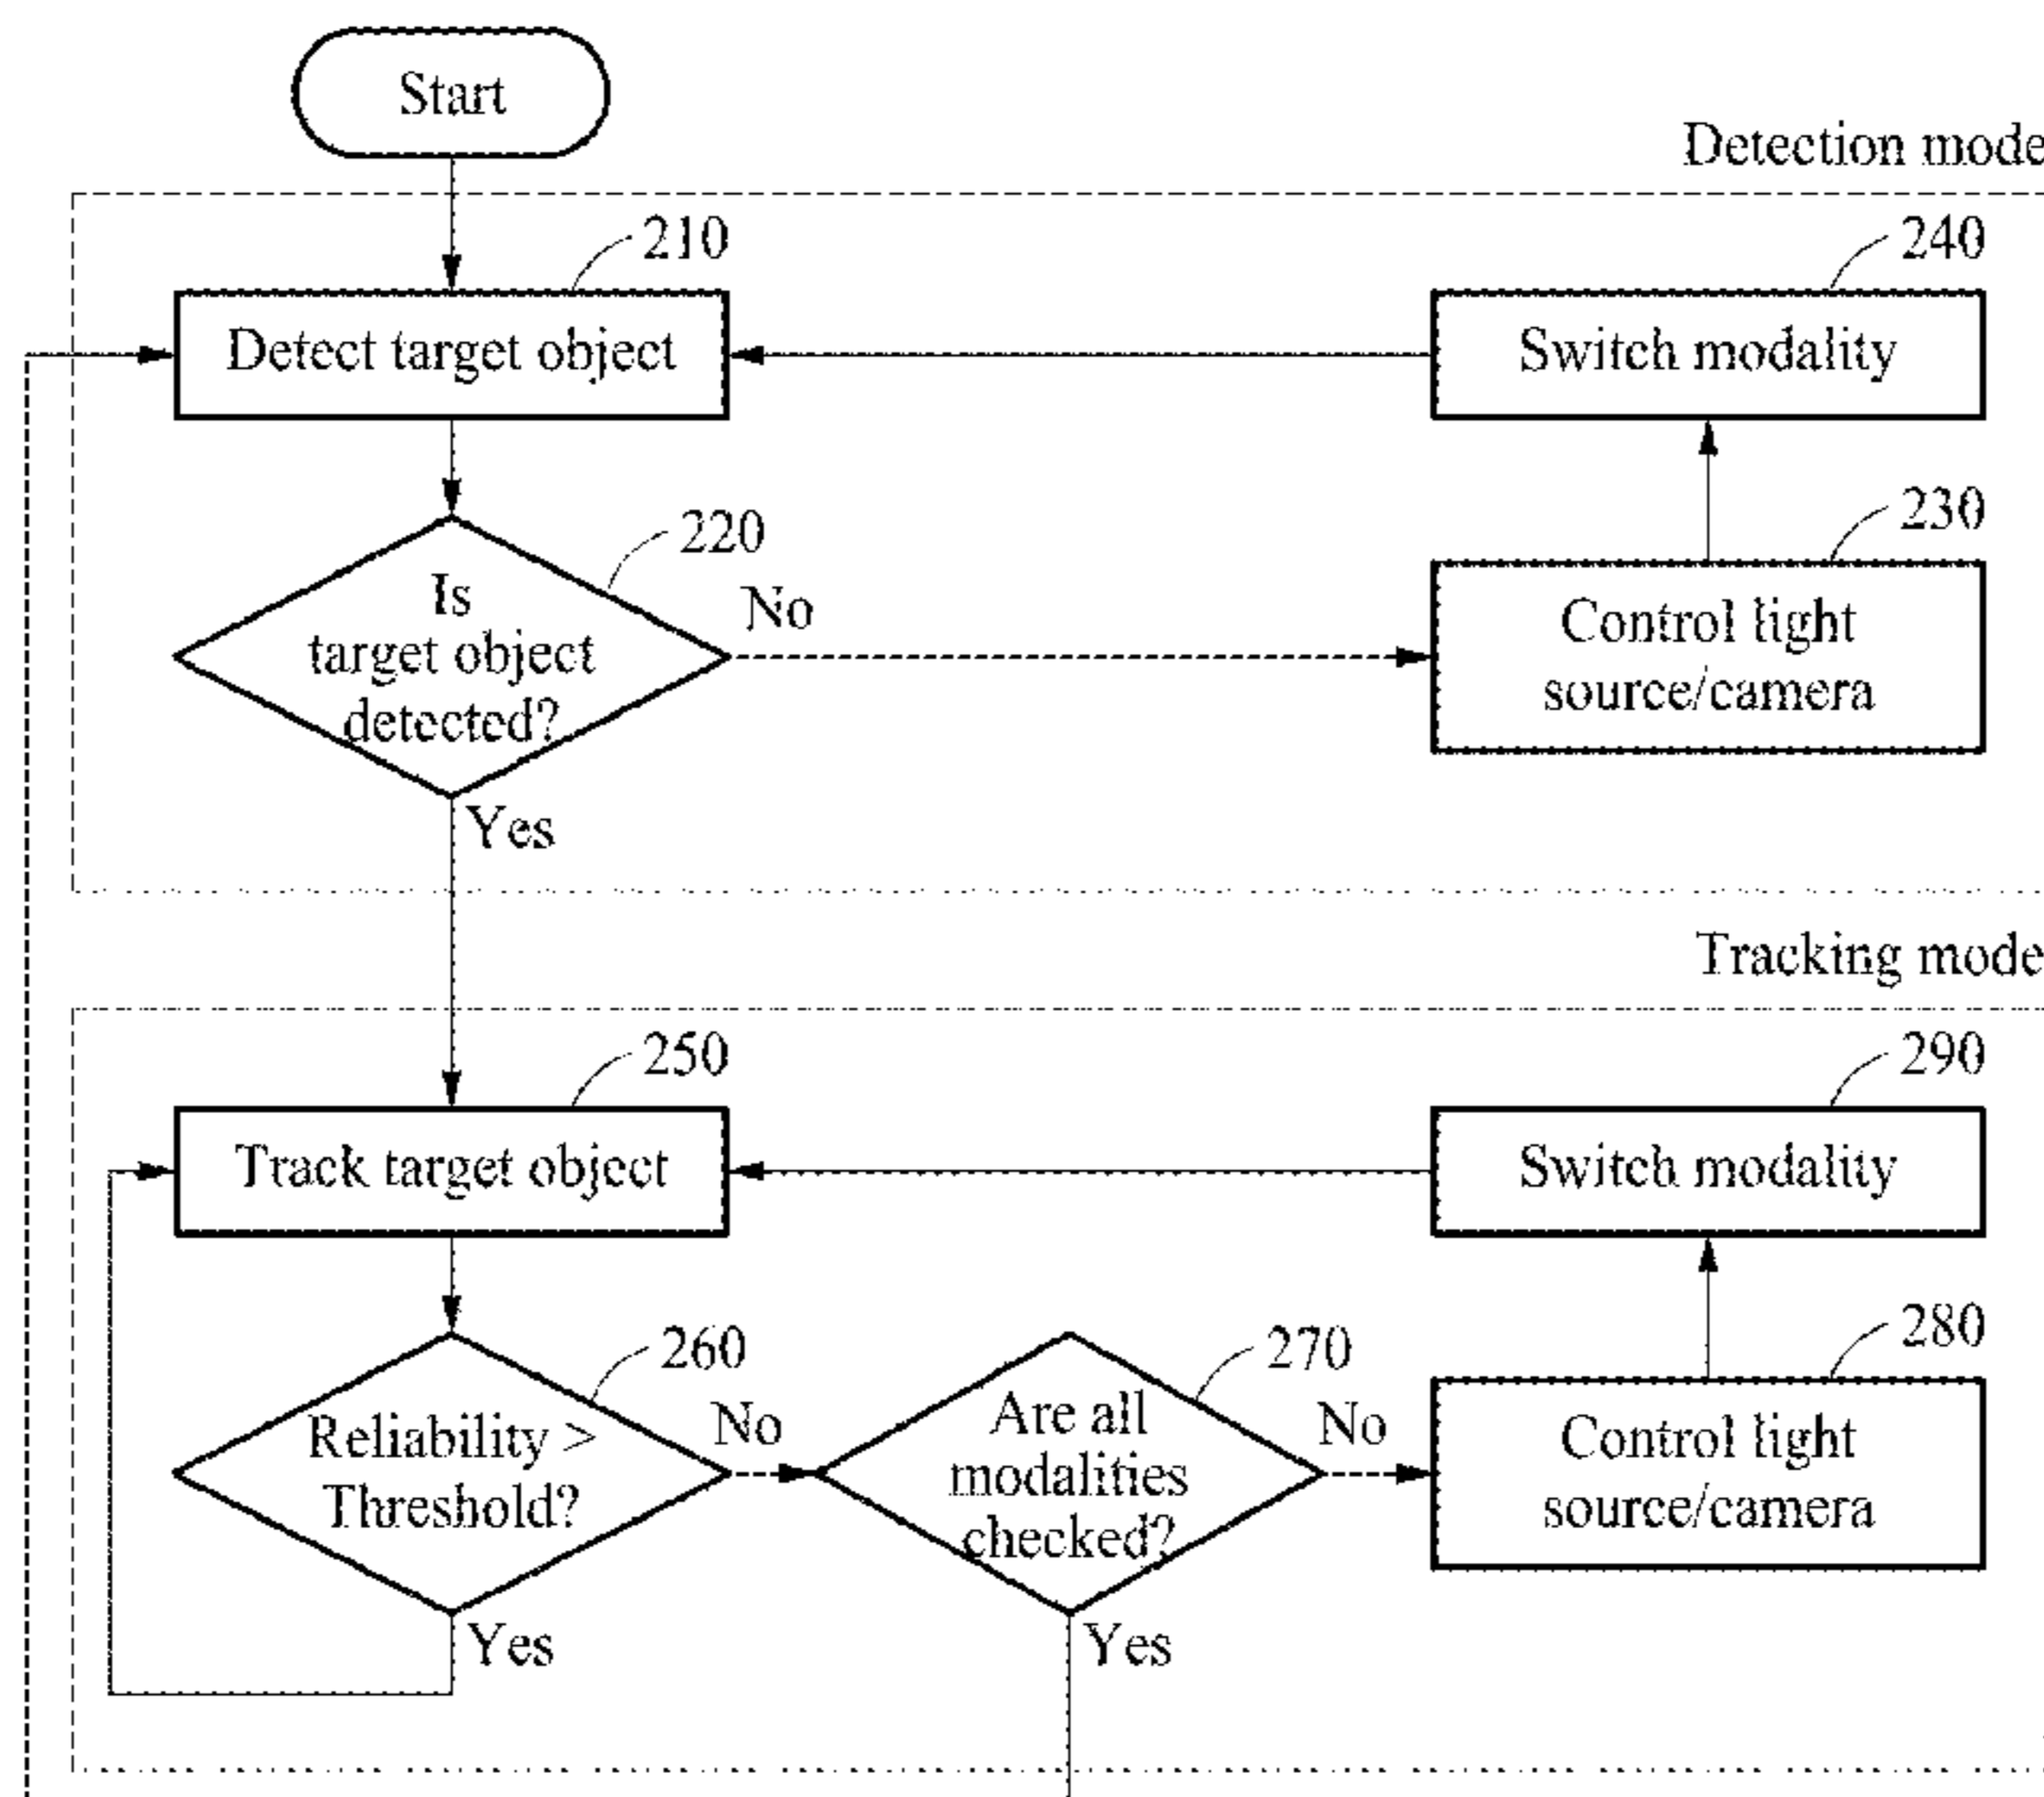 Start
Detection mode
210
240
Detect target object
Switch modality
220
230
Is
target object
detected?
No
Control light
source/camera
Yes
Tracking mode
250
290
Track target object
Switch modality
260
270
280
Reliability >
Threshold?
No
Are all
modalities
checked?
No
Control light
source/camera
Yes
Yes